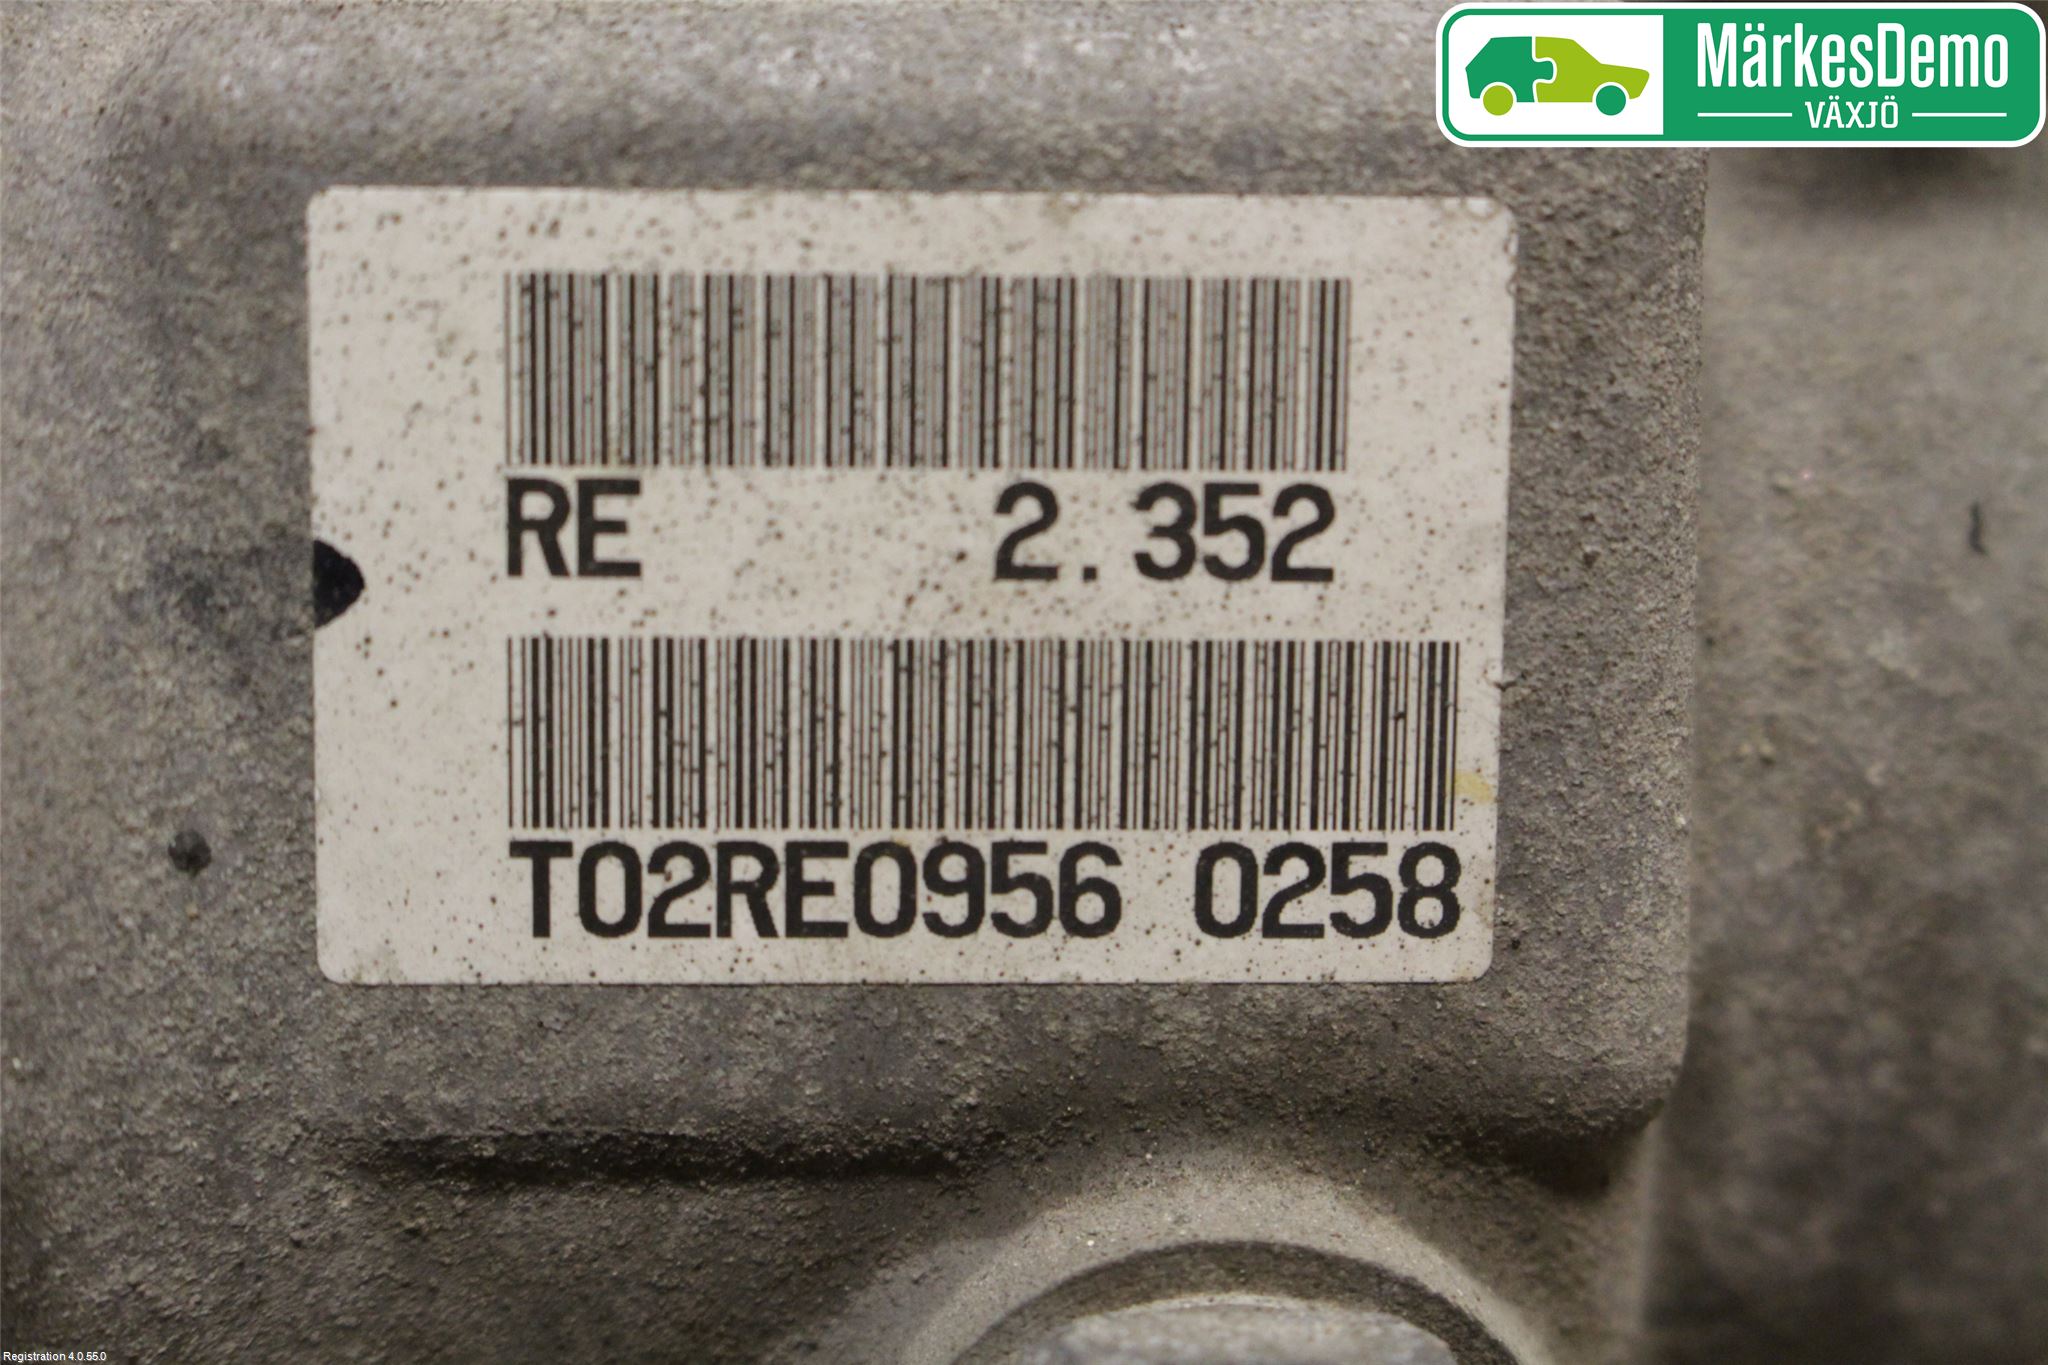 MärkesDemo
VÄXJÖ
RE 2.352
T02RE0956 0258
Registration 4.0.55.0